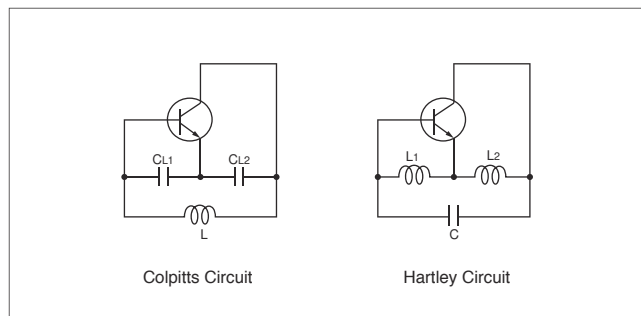 CL1 CL2
L
Colpitts Circuit
L1 L2
C
Hartley Circuit